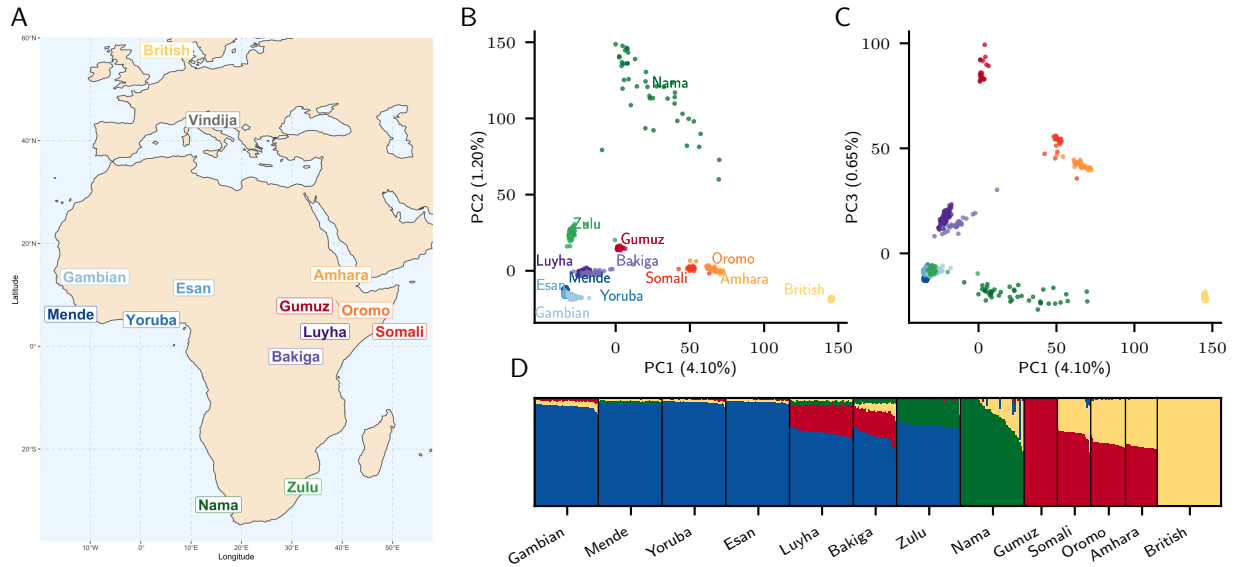 A
60°N
40°N
20°N
0°
20°S
Latitude
10°W
0°
10°E
20°E
30°E
40°E
50°E
Longitude
British
Vindija
Gambian
Esan
Amhara
Mende
Yoruba
Gumuz
Oromo
Luyha
Somali
Bakiga
Zulu
Nama
B
150
100
50
0
PC2 (1.20%)
Nama
Zulu
Gumuz
Luyha
Bakiga
Oromo
Mende
Somali
Amhara
Esan
Yoruba
British
Gambian
0
50
100
150
PC1 (4.10%)
C
100
50
0
PC3 (0.65%)
0
50
100
150
PC1 (4.10%)
D
Gambian
Mende
Yoruba
Esan
Luyha
Bakiga
Zulu
Nama
Gumuz
Somali
Oromo
Amhara
British